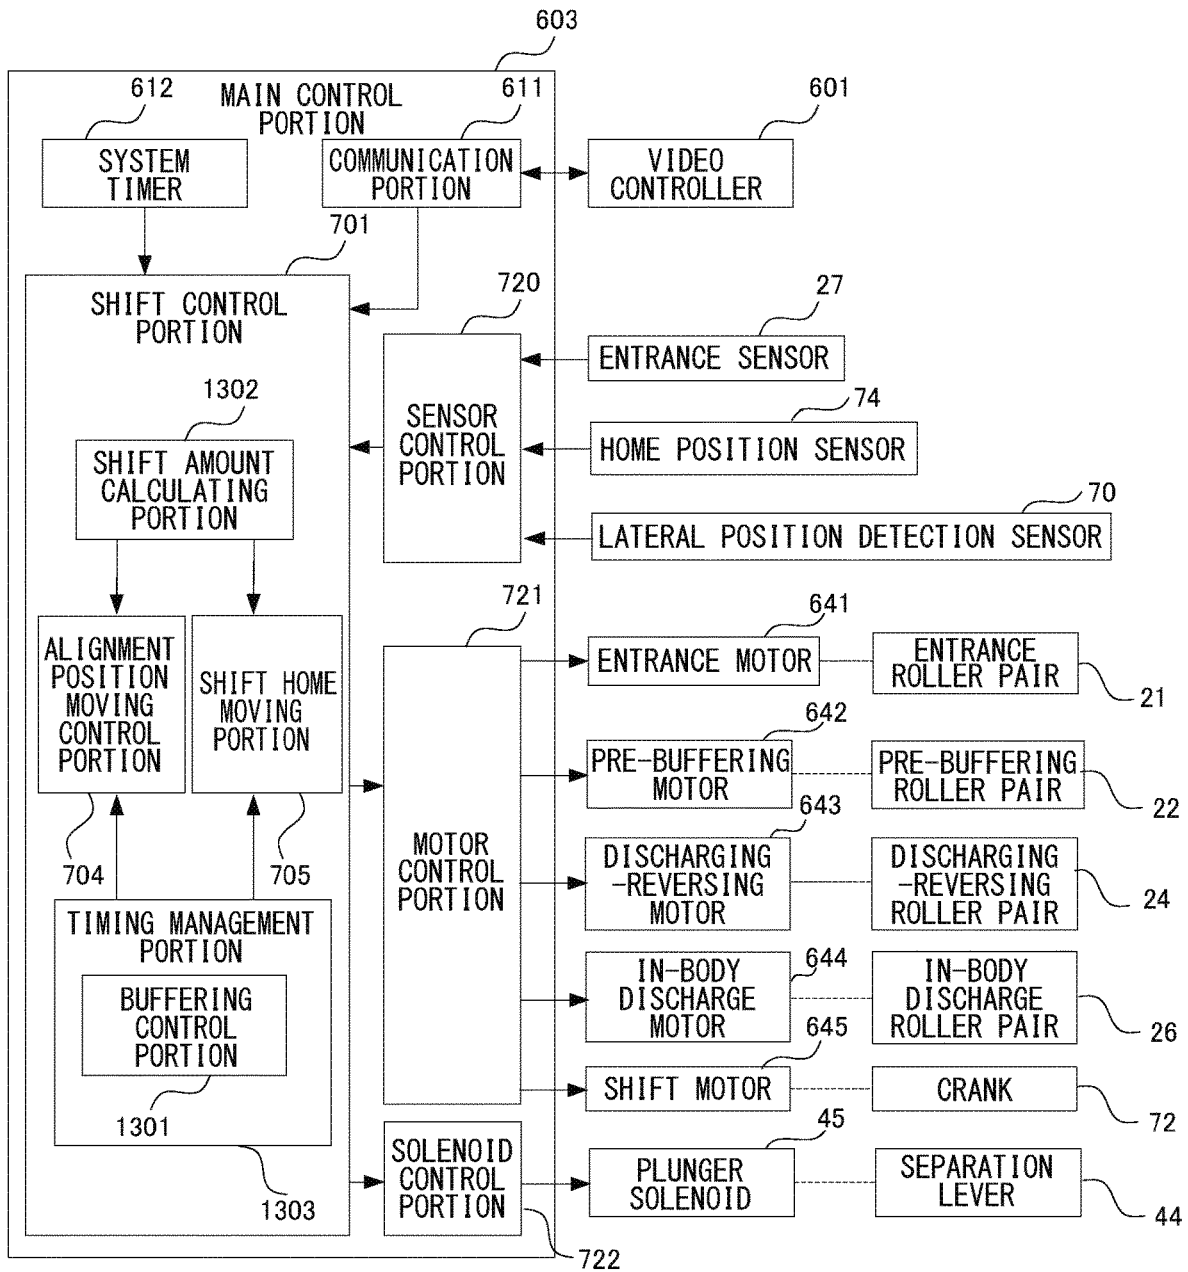 603
MAIN CONTROL
PORTION
612
SYSTEM
TIMER
611
COMMUNICATION
PORTION
601
VIDEO
CONTROLLER
701
SHIFT CONTROL
PORTION
720
SENSOR
CONTROL
PORTION
27
ENTRANCE SENSOR
74
HOME POSITION SENSOR
70
LATERAL POSITION DETECTION SENSOR
1302
SHIFT AMOUNT
CALCULATING
PORTION
ALIGNMENT
POSITION
MOVING
CONTROL
PORTION
704
SHIFT HOME
MOVING
PORTION
705
TIMING MANAGEMENT
PORTION
BUFFERING
CONTROL
PORTION
1301
1303
721
MOTOR
CONTROL
PORTION
641
ENTRANCE MOTOR
ENTRANCE
ROLLER PAIR
21
642
PRE-BUFFERING
MOTOR
PRE-BUFFERING
ROLLER PAIR
22
643
DISCHARGING
-REVERSING
MOTOR
DISCHARGING
-REVERSING
ROLLER PAIR
24
644
IN-BODY
DISCHARGE
MOTOR
IN-BODY
DISCHARGE
ROLLER PAIR
26
645
SHIFT MOTOR
CRANK
72
SOLENOID
CONTROL
PORTION
722
45
PLUNGER
SOLENOID
SEPARATION
LEVER
44